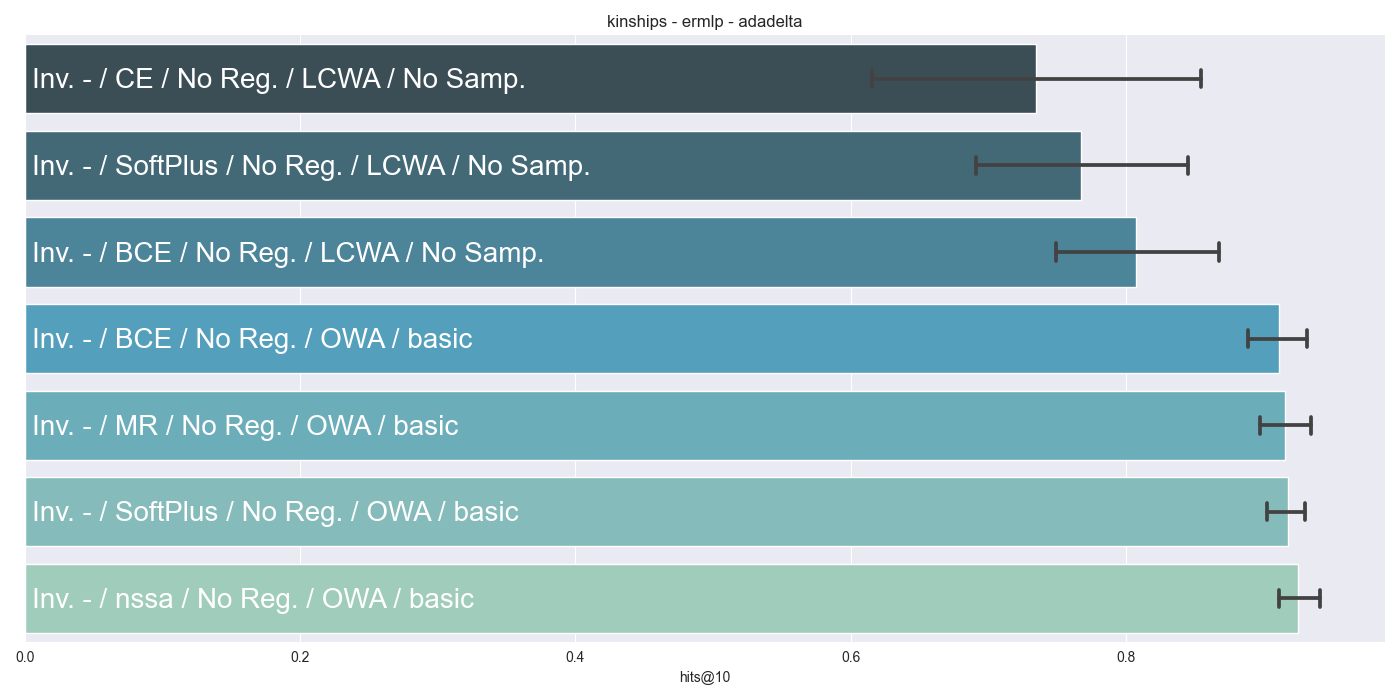 kinships - ermlp - adadelta
Inv. - / CE / No Reg. / LCWA / No Samp.
Inv. - / SoftPlus / No Reg. / LCWA / No Samp.
Inv. - / BCE / No Reg. / LCWA / No Samp.
Inv. - / BCE / No Reg. / OWA / basic
Inv. - / MR / No Reg. / OWA / basic
Inv. - / SoftPlus / No Reg. / OWA / basic
Inv. - / nssa / No Reg. / OWA / basic
0.0 0.2 0.4 0.6 0.8
hits@10